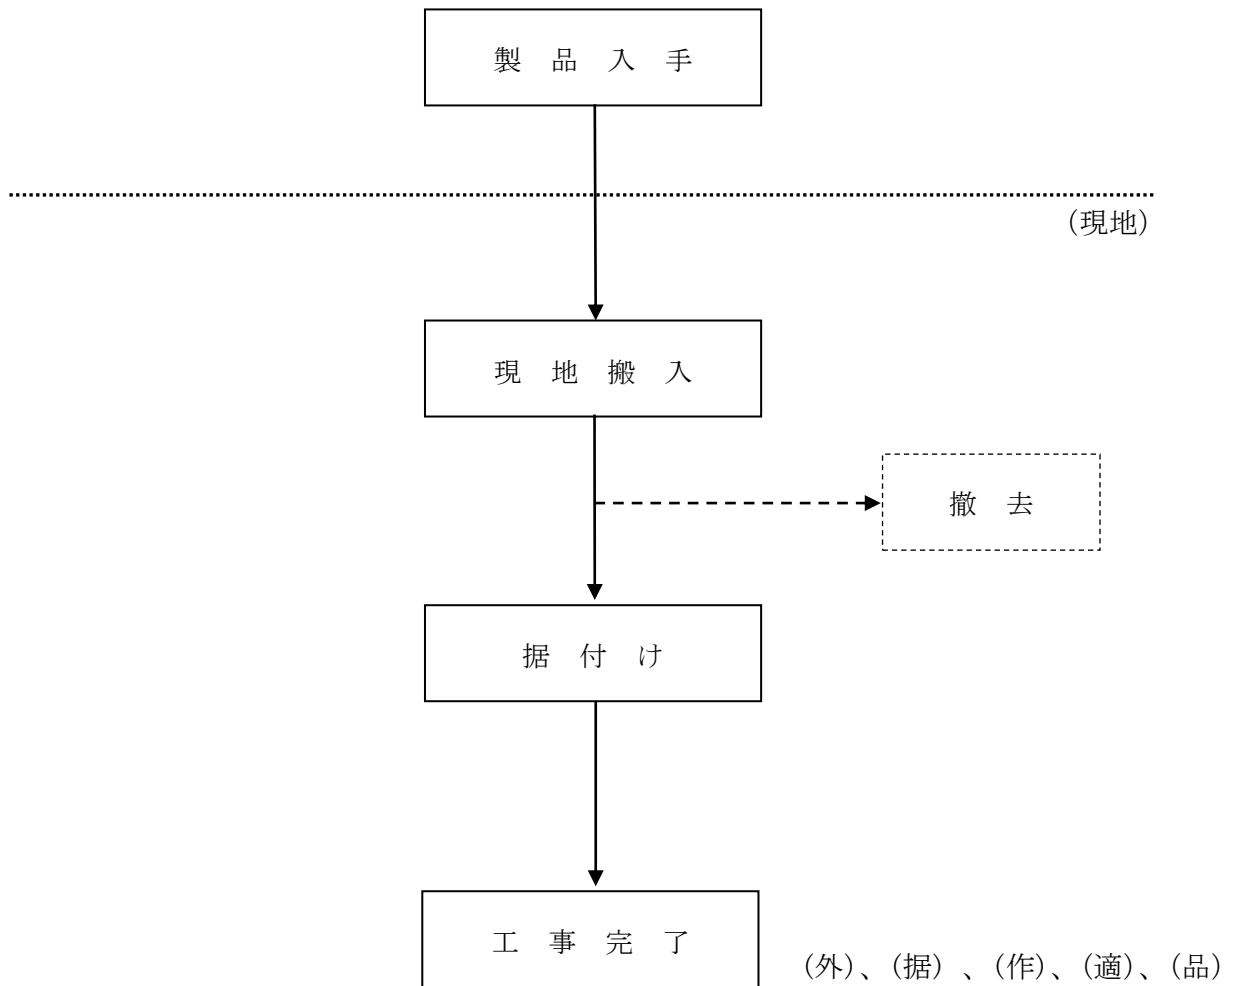 製品入手
(現地)
現地搬入
撤去
据付け
工事完了
(外)、(据)、(作)、(適)、(品)